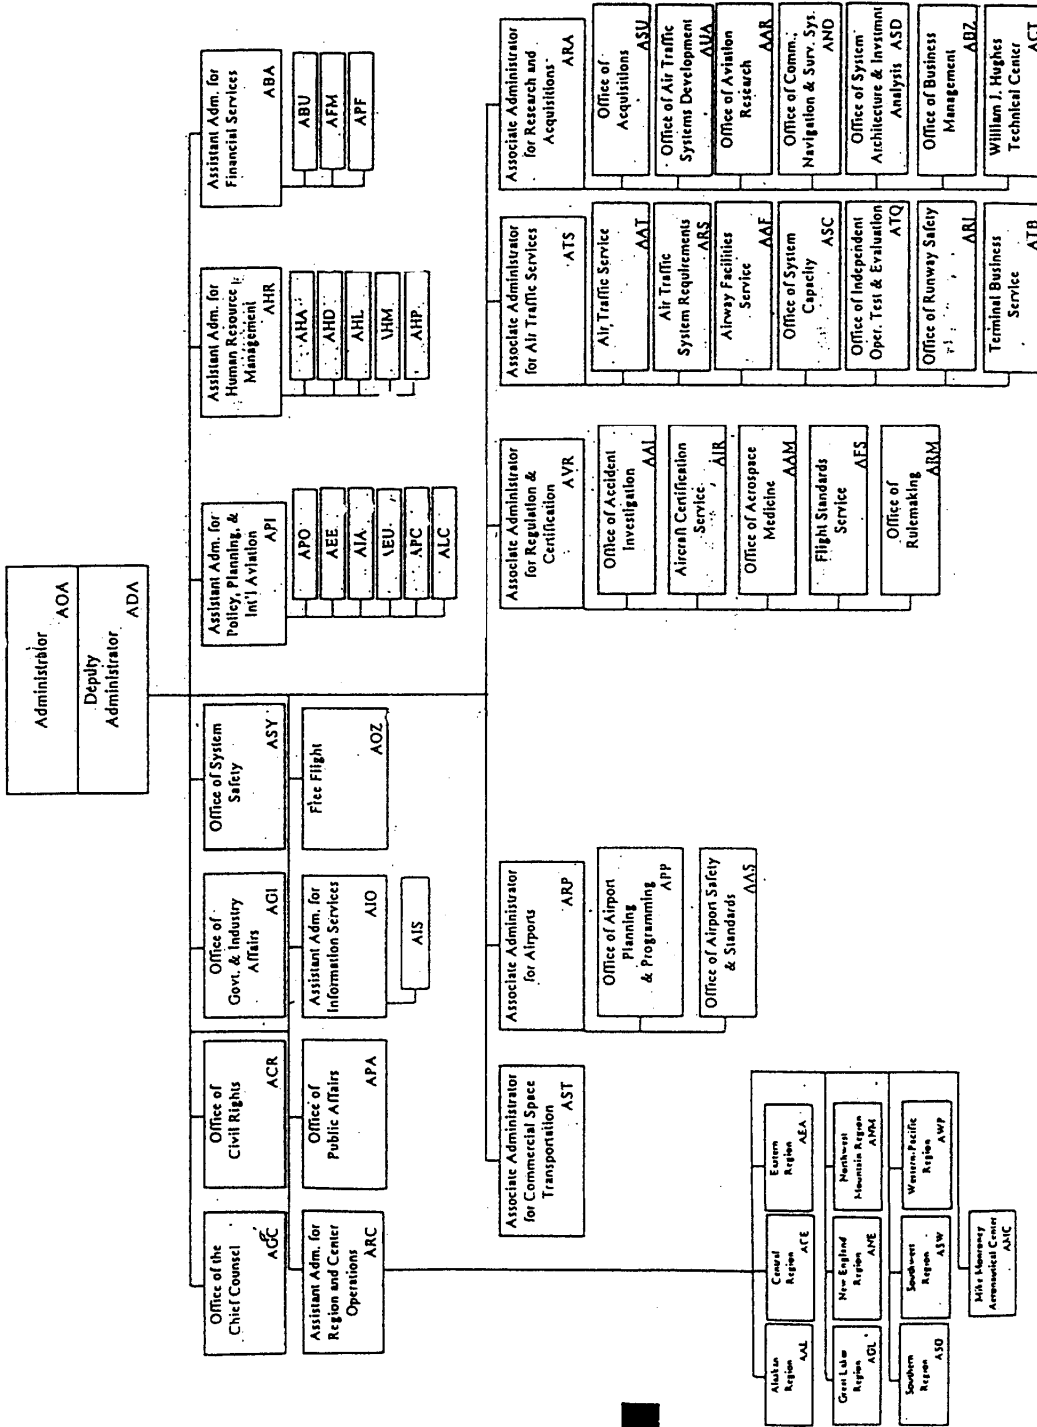 Administrator
AOA
Deputy
Administrator
ADA
Office of the
Chief Counsel
AGC
Office of
Civil Rights
ACR
Office of
Govt. & Industry
Affairs
AGI
Office of System
Safety
ASY
Assistant Adm. for
Policy, Planning, &
Int'l Aviation
API
APO
AEE
AIA
AEU
APC
ALC
Assistant Adm. for
Human Resource
Management
AHR
AHA
AHD
AHL
AHM
AHP
Assistant Adm. for
Financial Services
ABA
ABU
AFM
APF
Assistant Adm. for
Region and Center
Operations
ARC
Office of
Public Affairs
APA
Assistant Adm. for
Information Services
AIO
AIS
Free Flight
AOZ
Associate Administrator
for Commercial Space
Transportation
AST
Associate Administrator
for Airports
ARP
Office of Airport
Planning
& Programming
APP
Office of Airport Safety
& Standards
AAS
Associate Administrator
for Regulation &
Certification
AVR
Office of Accident
Investigation
AAI
Aircraft Certification
Service
AIR
Office of Aerospace
Medicine
AAM
Flight Standards
Service
AFS
Office of
Rulemaking
ARM
Associate Administrator
for Air Traffic Services
ATS
Air Traffic Service
AAT
Air Traffic
System Requirements
ARS
Airway Facilities
Service
AAF
Office of System
Capacity
ASC
Office of Independent
Oper. Test & Evaluation
ATQ
Office of Runway Safety
ARI
Terminal Business
Service
ATB
Associate Administrator
for Research and
Acquisitions
ARA
Office of
Acquisitions
ASU
Office of Air Traffic
Systems Development
AUA
Office of Aviation
Research
AAR
Office of Comm.,
Navigation & Surv. Sys.
AND
Office of System
Architecture & Invstmnt
Analysis ASD
Office of Business
Management
ABZ
William J. Hughes
Technical Center
ACT
Alaskan
Region
AAL
Central
Region
ACE
Eastern
Region
AEA
Great Lakes
Region
AGL
New England
Region
ANE
Northwest
Mountain Region
ANM
Southern
Region
ASO
Southwest
Region
ASW
Western-Pacific
Region
AWP
Mike Monroney
Aeronautical Center
AMC